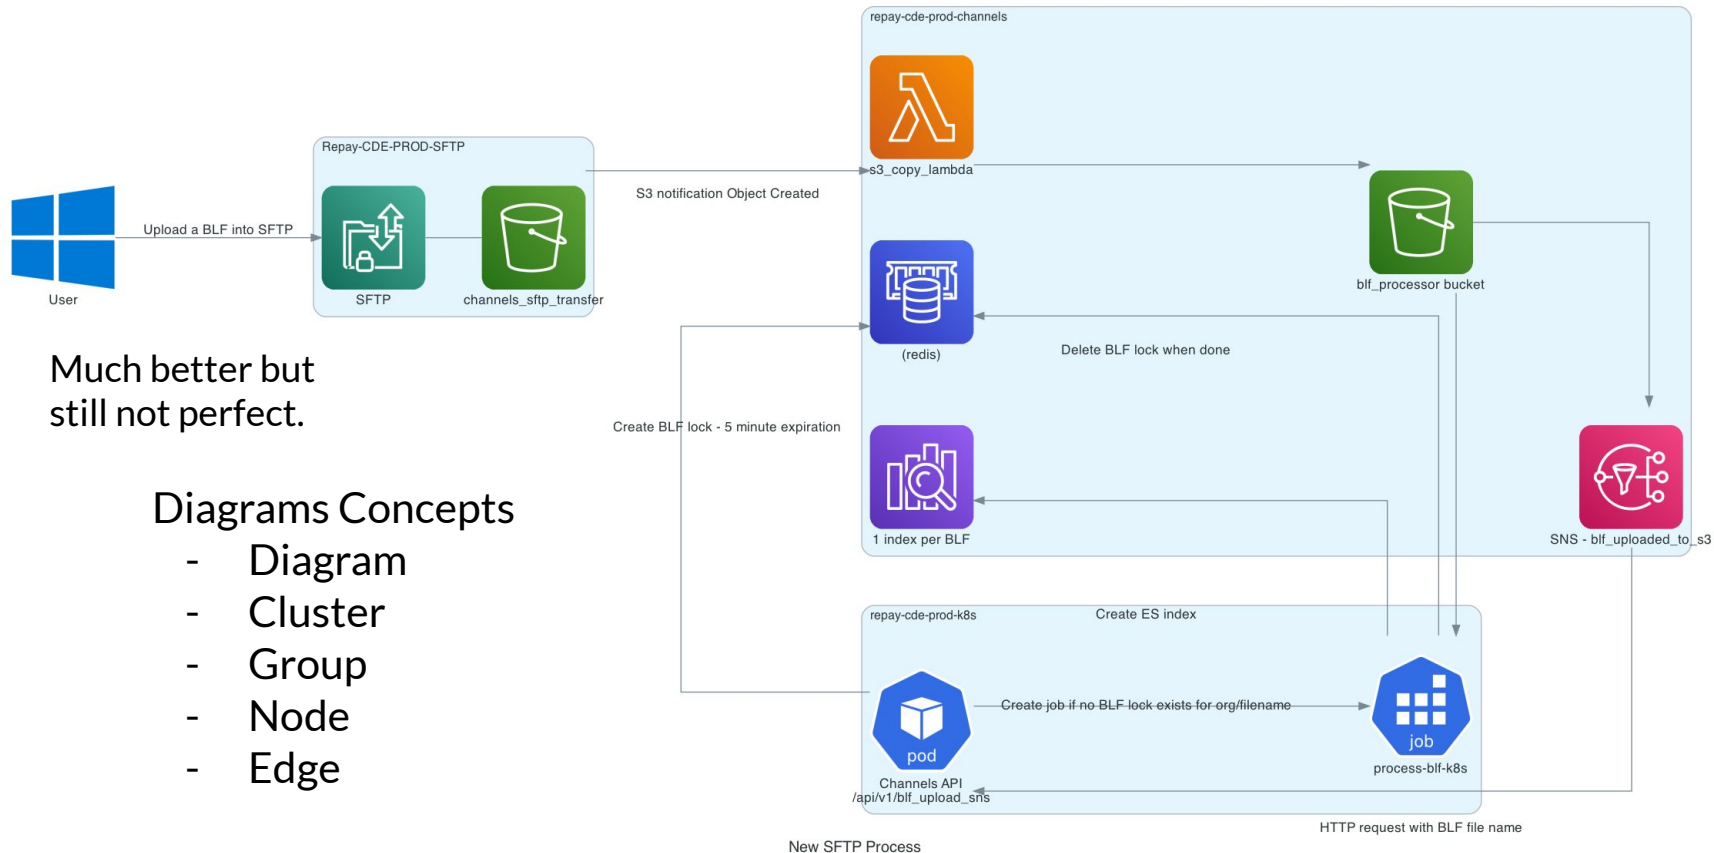 repay-cde-prod-channels
s3_copy_lambda
Repay-CDE-PROD-SFTP
S3 notification Object Created
Upload a BLF into SFTP
User
SFTP
channels_sftp_transfer
blf_processor bucket
(redis)
Delete BLF lock when done
Much better but
still not perfect.
Create BLF lock - 5 minute expiration
Diagrams Concepts
- Diagram
- Cluster
- Group
- Node
- Edge
1 index per BLF
SNS - blf_uploaded_to_s3
repay-cde-prod-k8s
Create ES index
Create job if no BLF lock exists for org/filename
pod
job
process-blf-k8s
Channels API
/api/v1/blf_upload_sns
HTTP request with BLF file name
New SFTP Process